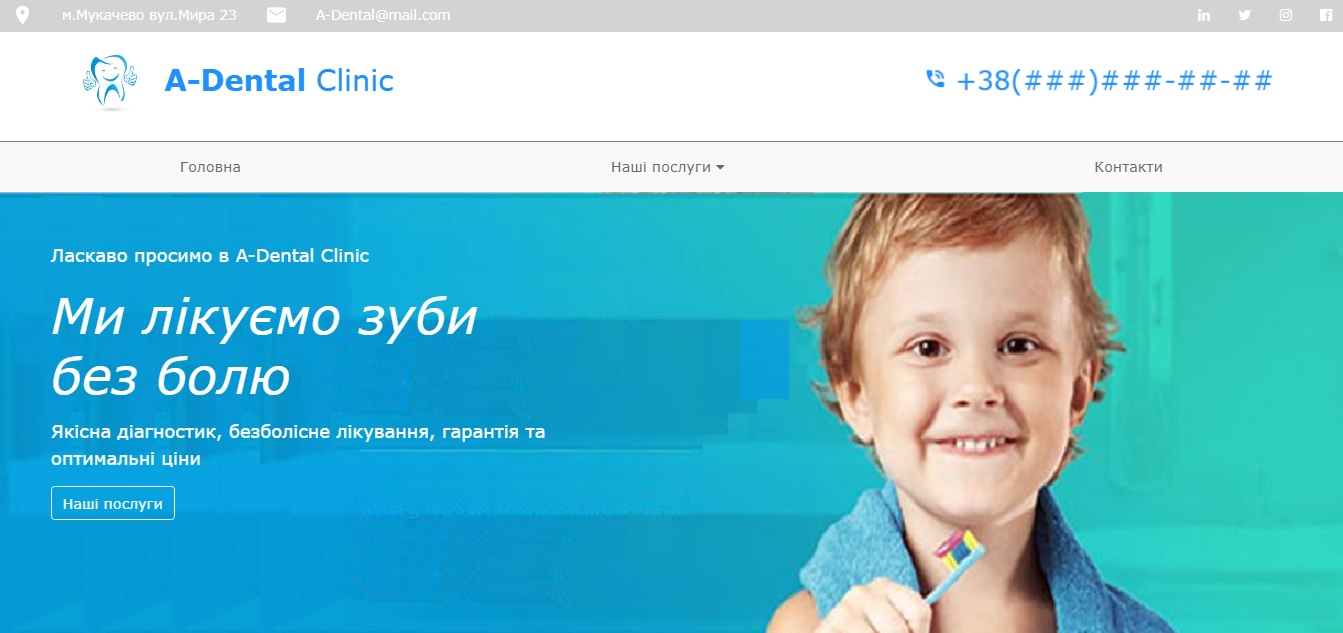 м.Мукачево вул.Мира 23
A-Dental@mail.com
A-Dental Clinic
+38(###)###-##-##
Головна
Наші послуги
Контакти
Ласкаво просимо в A-Dental Clinic
Ми лікуємо зуби
без болю
Якісна діагностик, безболісне лікування, гарантія та
оптимальні ціни
Наші послуги